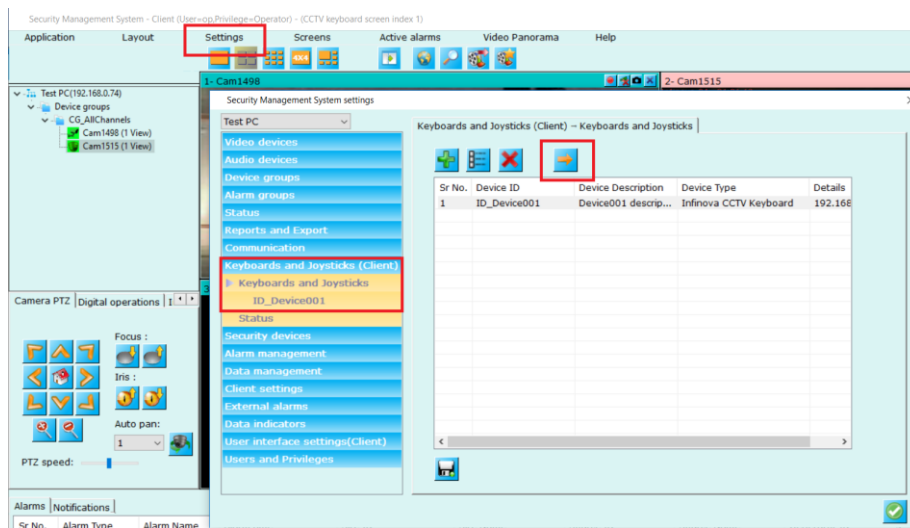 Security Management System - Client (User=op,Privilege=Operator) - (CCTV keyboard screen index 1)
Application Layout Settings Screens Active alarms Video Panorama Help
4X4
1- Cam1498
2- Cam1515
Test PC(192.168.0.74)
Device groups
CG_AllChannels
Cam1498 (1 View)
Cam1515 (1 View)
Security Management System settings
Test PC
Video devices
Audio devices
Device groups
Alarm groups
Status
Reports and Export
Communication
Keyboards and Joysticks (Client)
Keyboards and Joysticks
ID_Device001
Status
Security devices
Alarm management
Data management
Client settings
External alarms
Data indicators
User interface settings(Client)
Users and Privileges
Keyboards and Joysticks (Client) -- Keyboards and Joysticks
Sr No. Device ID Device Description Device Type Details
1 ID_Device001 Device001 descrip... Infinova CCTV Keyboard 192.168
3
Camera PTZ Digital operations
Focus :
Iris :
Auto pan:
1
PTZ speed:
Alarms Notifications
Sr No. Alarm Type Alarm Name